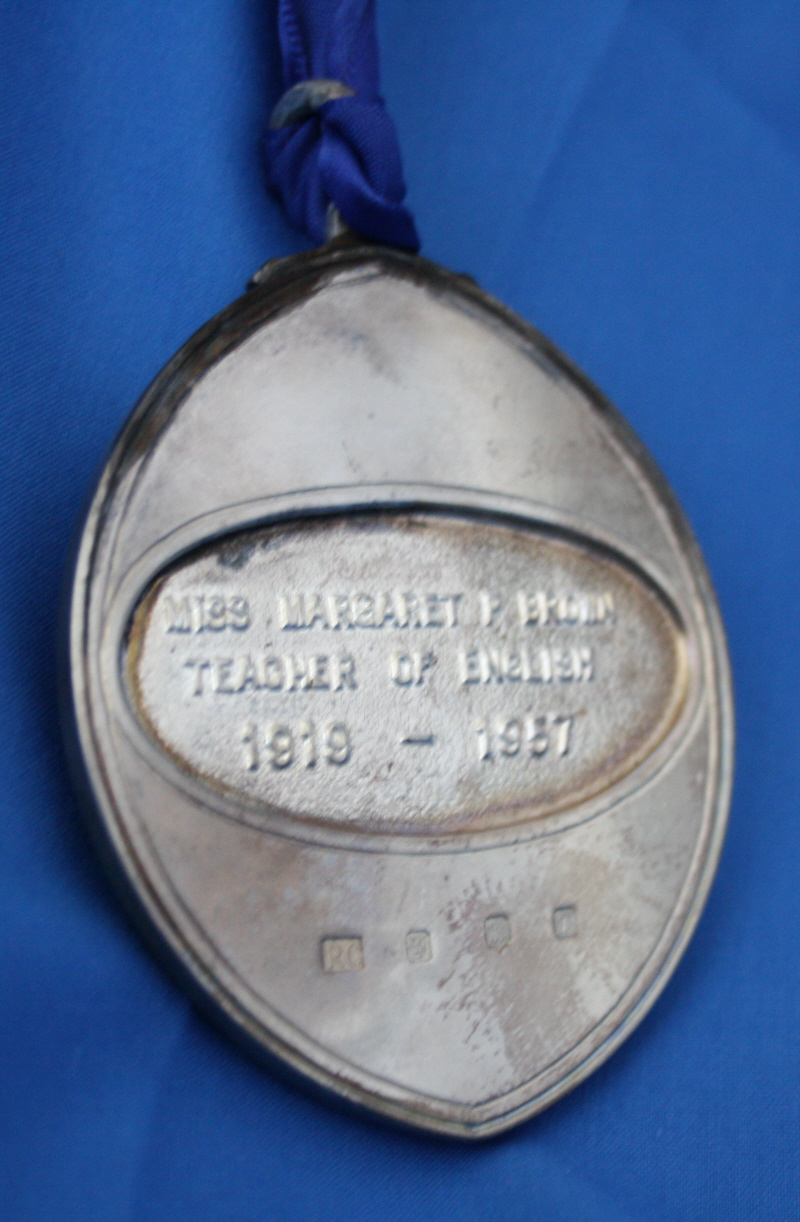 MISS MARGARET P BROWN
TEACHER OF ENGLISH
1919 - 1957